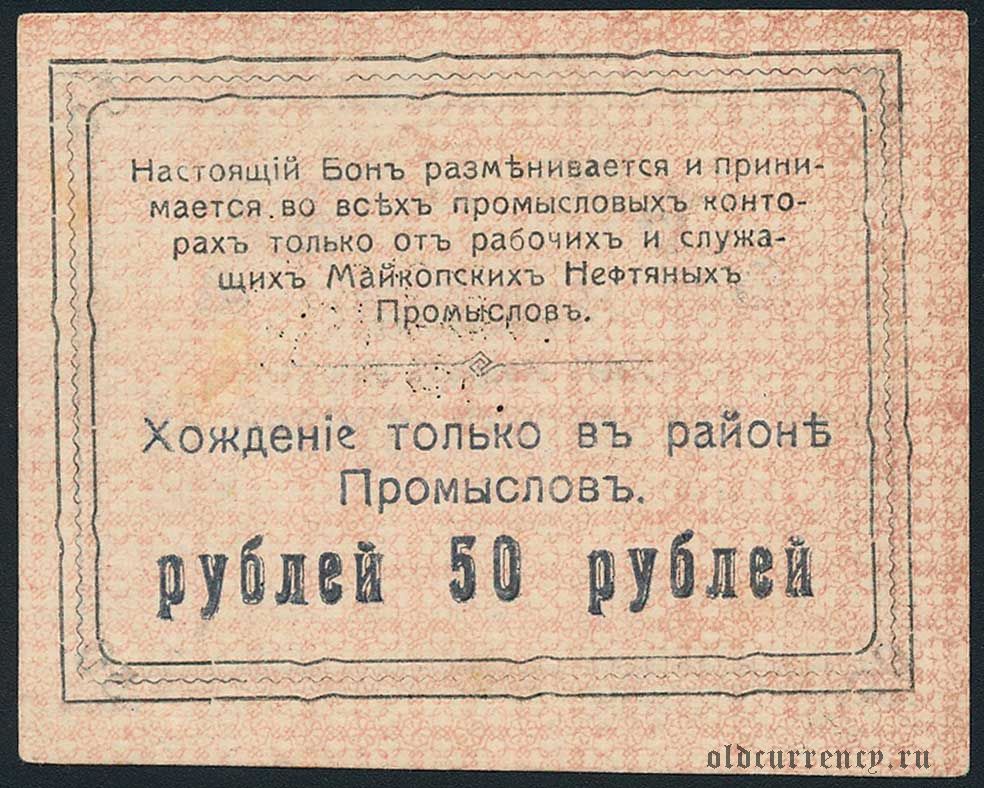 Настоящій Бонъ размѣнивается и прини-
мается во всѣхъ промысловыхъ конто-
рахъ только отъ рабочихъ и служа-
щихъ Майкопскихъ Нефтяныхъ
Промысловъ.
Хожденіе только въ районѣ
Промысловъ.
рублей 50 рублей
oldcurrency.ru